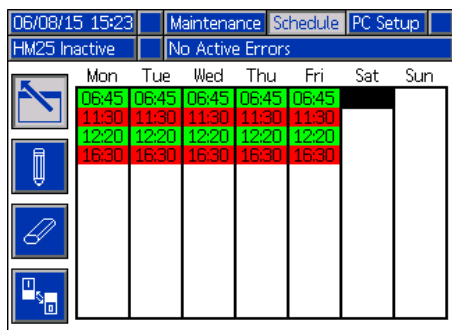 06/08/15 15:23 Maintenance Schedule PC Setup
HM25 Inactive No Active Errors
Mon Tue Wed Thu Fri Sat Sun
06:45 06:45 06:45 06:45 06:45
11:30 11:30 11:30 11:30 11:30
12:20 12:20 12:20 12:20 12:20
16:30 16:30 16:30 16:30 16:30